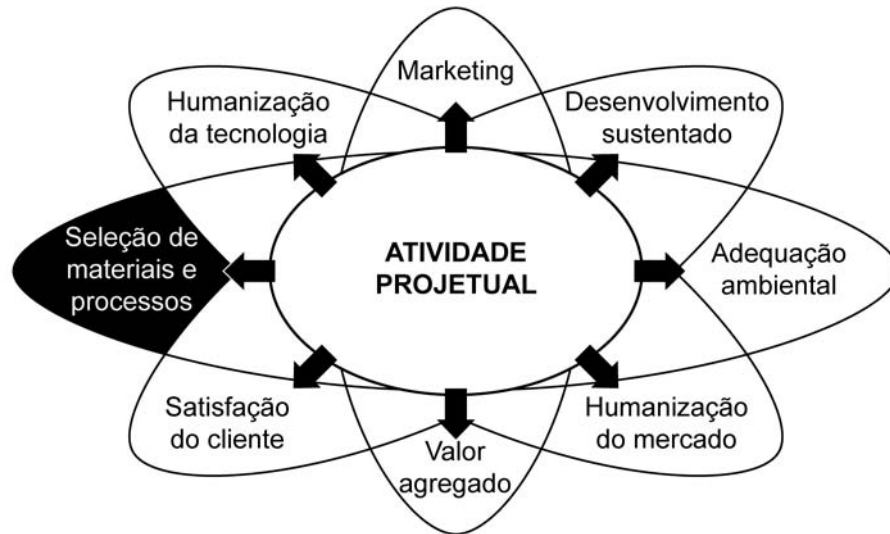 Marketing
Humanização
da tecnologia
Desenvolvimento
sustentado
Seleção de
materiais e
processos
ATIVIDADE
PROJETUAL
Adequação
ambiental
Satisfação
do cliente
Valor
agregado
Humanização
do mercado